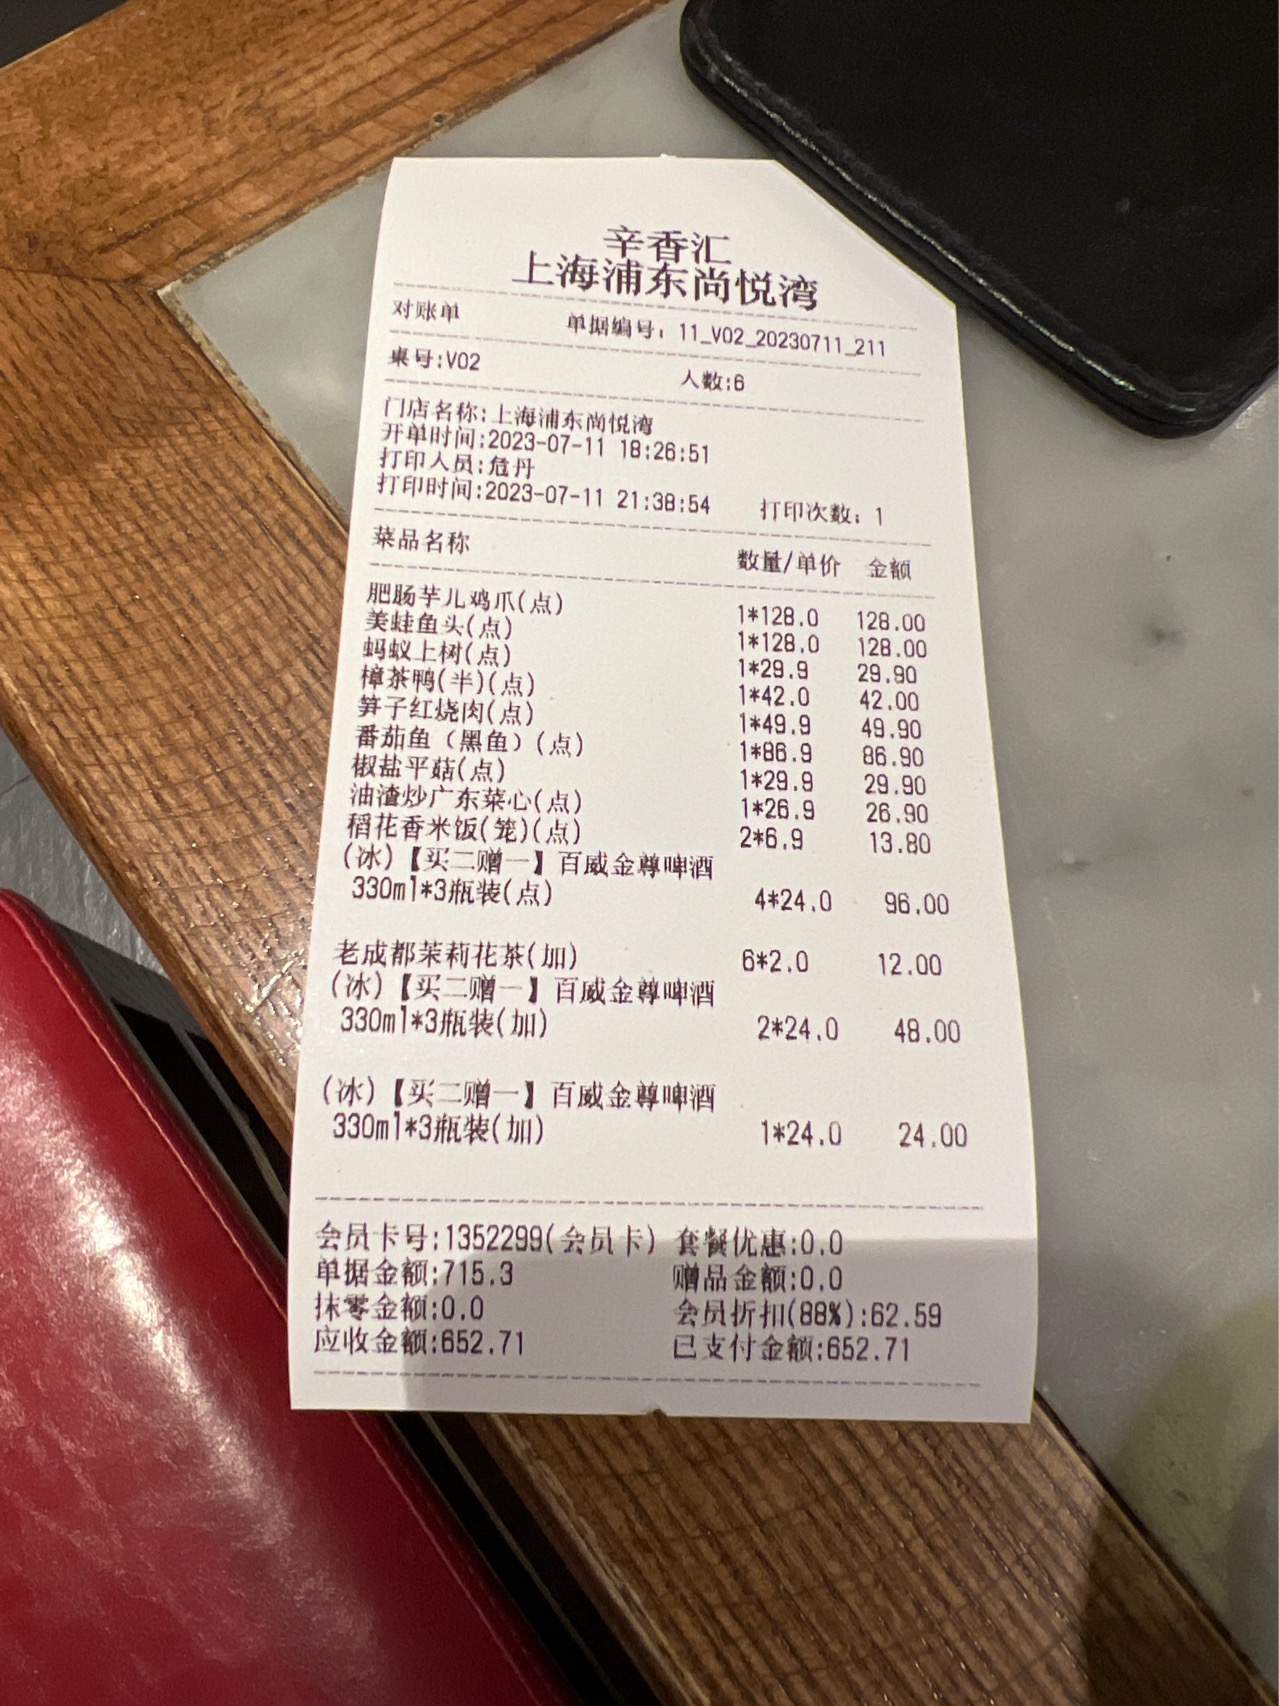 辛香汇
上海浦东尚悦湾
对账单 单据编号: 11_V02_20230711_211
桌号:V02 人数:6
门店名称:上海浦东尚悦湾
开单时间:2023-07-11 18:26:51
打印人员:危丹
打印时间:2023-07-11 21:38:54 打印次数: 1
菜品名称 数量/单价 金额
肥肠芋儿鸡爪(点) 1*128.0 128.00
美蛙鱼头(点) 1*128.0 128.00
蚂蚁上树(点) 1*29.9 29.90
樟茶鸭(半)(点) 1*42.0 42.00
笋子红烧肉(点) 1*49.9 49.90
番茄鱼（黑鱼）(点) 1*86.9 86.90
椒盐平菇(点) 1*29.9 29.90
油渣炒广东菜心(点) 1*26.9 26.90
稻花香米饭(笼)(点) 2*6.9 13.80
(冰)【买二赠一】百威金尊啤酒
330ml*3瓶装(点) 4*24.0 96.00
老成都茉莉花茶(加) 6*2.0 12.00
(冰)【买二赠一】百威金尊啤酒
330ml*3瓶装(加) 2*24.0 48.00
(冰)【买二赠一】百威金尊啤酒
330ml*3瓶装(加) 1*24.0 24.00
会员卡号:1352299(会员卡) 套餐优惠:0.0
单据金额:715.3 赠品金额:0.0
抹零金额:0.0 会员折扣(88%):62.59
应收金额:652.71 已支付金额:652.71